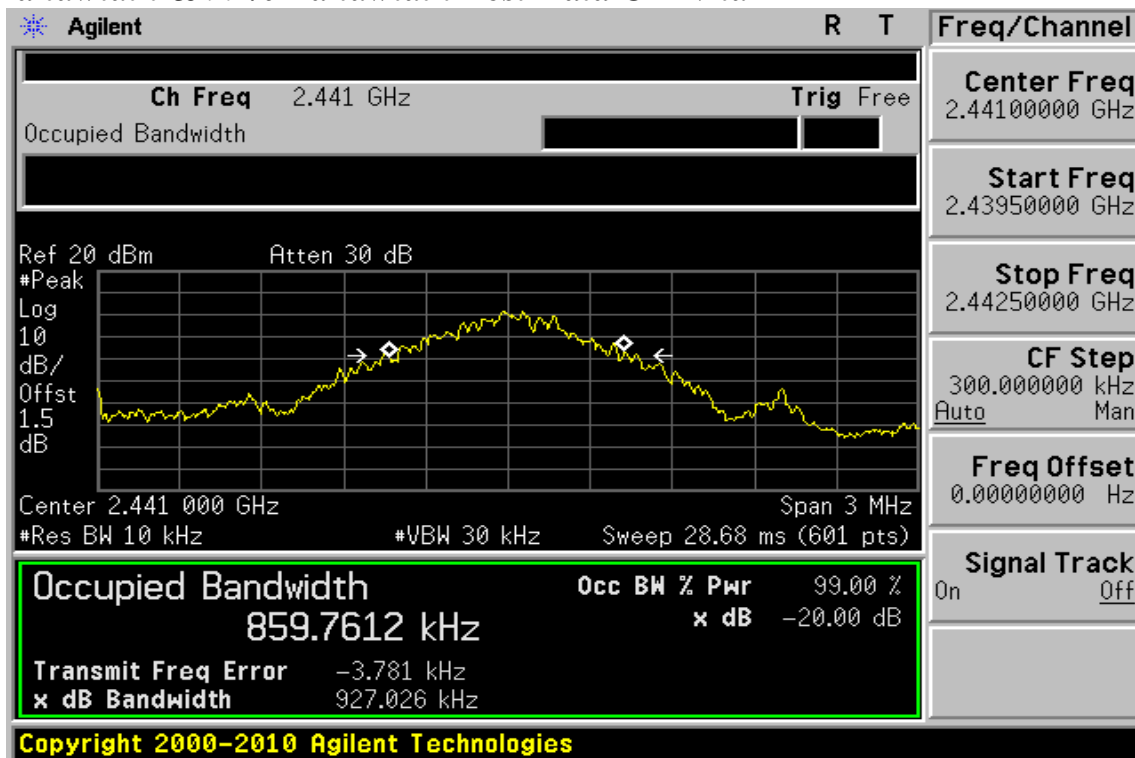 Agilent R T Freq/Channel
Ch Freq 2.441 GHz Trig Free
Occupied Bandwidth
Center Freq
2.44100000 GHz
Start Freq
2.43950000 GHz
Stop Freq
2.44250000 GHz
CF Step
300.000000 kHz
Auto Man
Freq Offset
0.00000000 Hz
Signal Track
On Off
Ref 20 dBm Atten 30 dB
#Peak
Log
10
dB/
Offst
1.5
dB
Center 2.441 000 GHz Span 3 MHz
#Res BW 10 kHz #VBW 30 kHz Sweep 28.68 ms (601 pts)
Occupied Bandwidth Occ BW % Pwr 99.00 %
859.7612 kHz x dB -20.00 dB
Transmit Freq Error -3.781 kHz
x dB Bandwidth 927.026 kHz
Copyright 2000-2010 Agilent Technologies